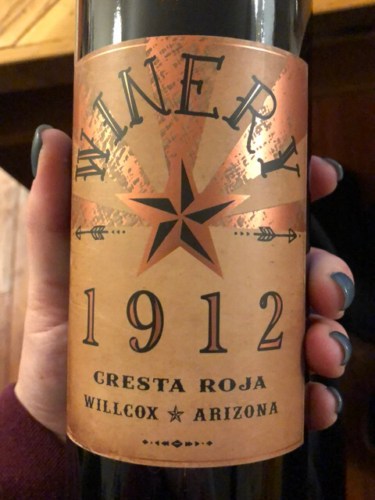 WINERY
1912
CRESTA ROJA
WILLCOX ARIZONA